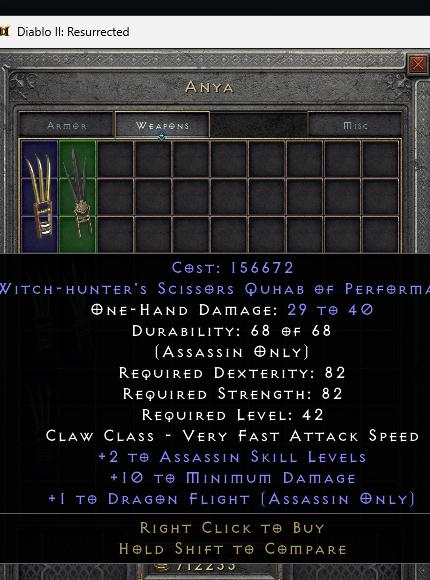 Diablo II: Resurrected
Anya
Armor Weapons Misc
Cost: 156672
Witch-hunter's Scissors Quhab of
One-Hand Damage: 29 to 40
Durability: 68 of 68
(Assassin Only)
Required Dexterity: 82
Required Strength: 82
Required Level: 42
Claw Class - Very Fast Attack Speed
+2 to Assassin Skill Levels
+10 to Minimum Damage
+1 to Dragon Flight (Assassin Only)
Right Click to Buy
Hold Shift to Compare